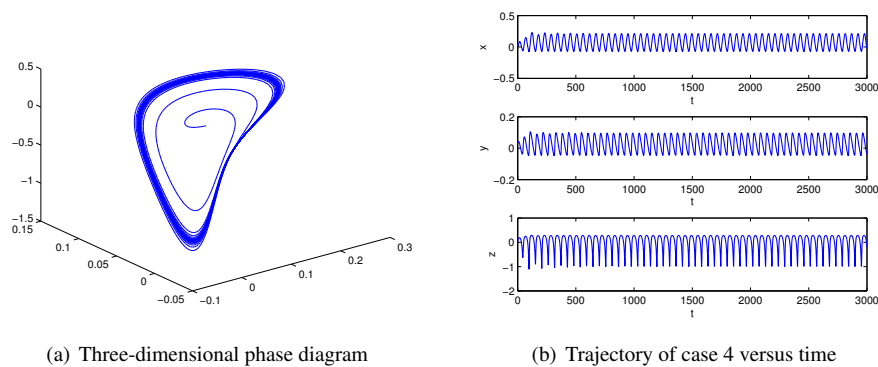 0.5
0
−0.5
−1
−1.5
0.15
0.1
0.05
0
−0.05
−0.1
0
0.1
0.2
0.3
(a) Three-dimensional phase diagram
0.5
0
−0.5
x
0 500 1000 1500 2000 2500 3000
t
0.2
0
−0.2
y
0 500 1000 1500 2000 2500 3000
t
1
0
−1
−2
z
0 500 1000 1500 2000 2500 3000
t
(b) Trajectory of case 4 versus time